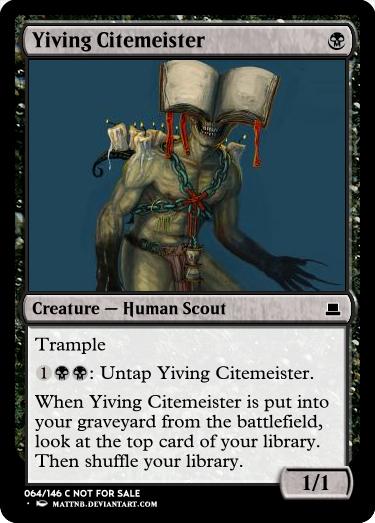 Yiving Citemeister
Creature — Human Scout
Trample
1: Untap Yiving Citemeister.
When Yiving Citemeister is put into
your graveyard from the battlefield,
look at the top card of your library.
Then shuffle your library.
1/1
064/146 C NOT FOR SALE
MATTNB.DEVIANTART.COM